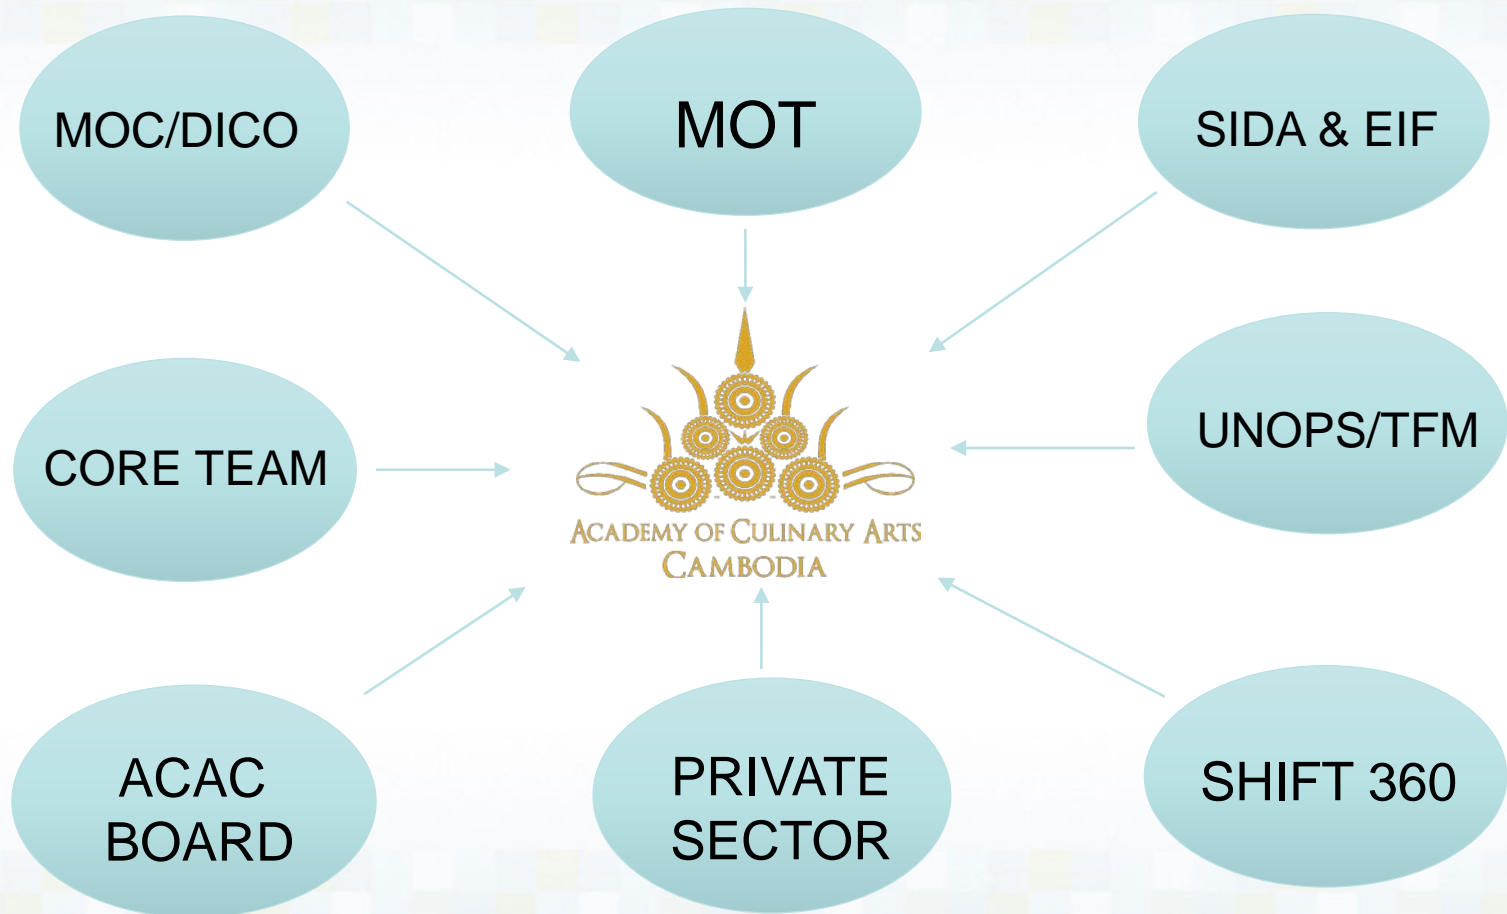 MOC/DICO
MOT
SIDA & EIF
CORE TEAM
ACADEMY OF CULINARY ARTS
CAMBODIA
UNOPS/TFM
ACAC
BOARD
PRIVATE
SECTOR
SHIFT 360